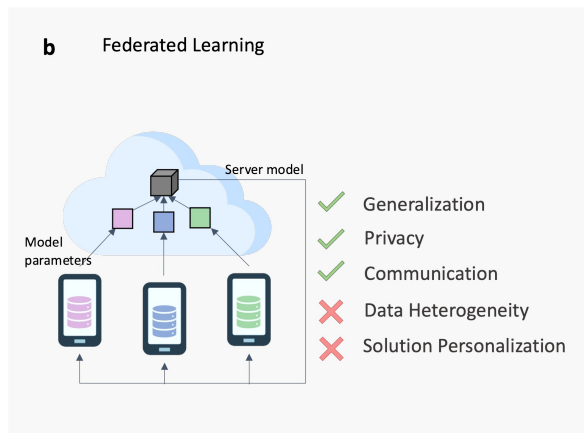 b
Federated Learning
Server model
Model
parameters
Generalization
Privacy
Communication
Data Heterogeneity
Solution Personalization